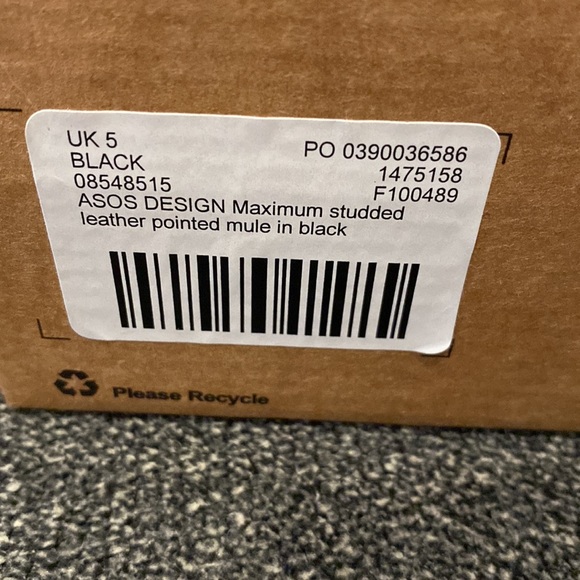 UK 5
BLACK
08548515
PO 0390036586
1475158
F100489
ASOS DESIGN Maximum studded
leather pointed mule in black
Please Recycle